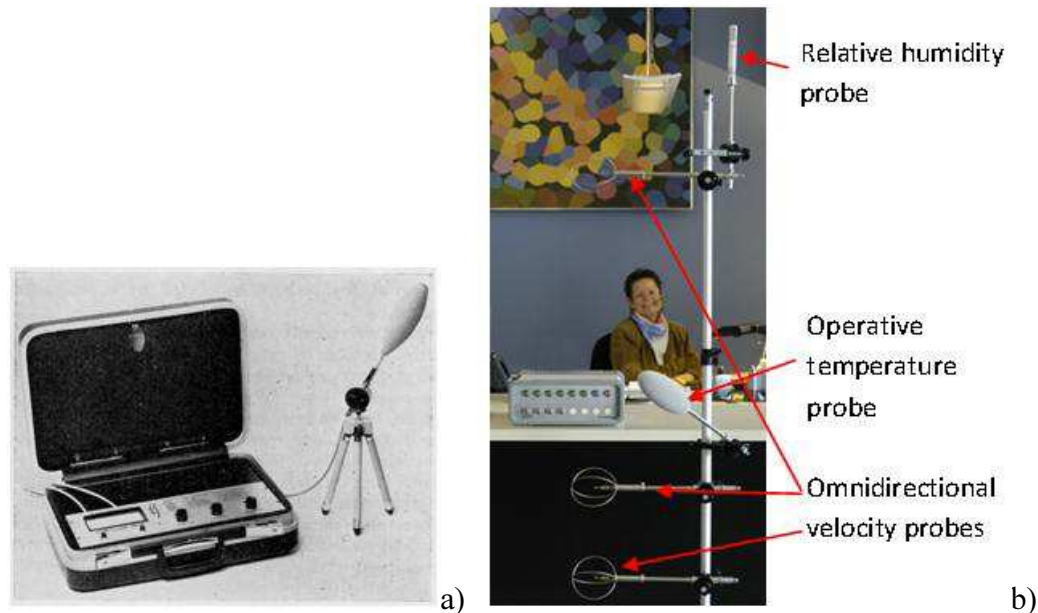 Relative humidity
probe
Operative
temperature
probe
Omnidirectional
velocity probes
a)
b)